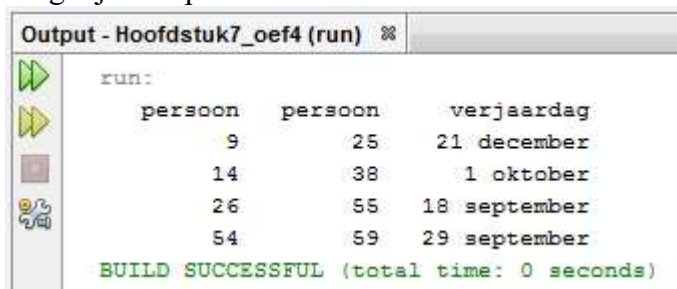 Output - Hoofdstuk7_oef4 (run)
run:
persoon persoon verjaardag
9 25 21 december
14 38 1 oktober
26 55 18 september
54 59 29 september
BUILD SUCCESSFUL (total time: 0 seconds)